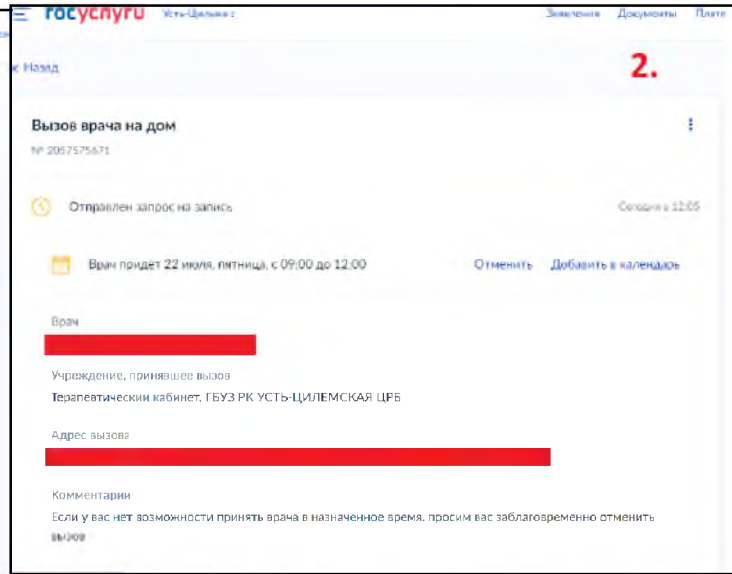 госуслуги Усть-Цильма с Заявления Документы Плате
2.
< Назад
Вызов врача на дом
№ 2057575671
Отправлен запрос на запись Сегодня в 12:05
Врач придёт 22 июля, пятница, с 09:00 до 12:00 Отменить Добавить в календарь
Врач
Учреждение, принявшее вызов
Терапевтический кабинет, ГБУЗ РК УСТЬ-ЦИЛЕМСКАЯ ЦРБ
Адрес вызова
Комментарии
Если у вас нет возможности принять врача в назначенное время, просим вас заблаговременно отменить
вызов